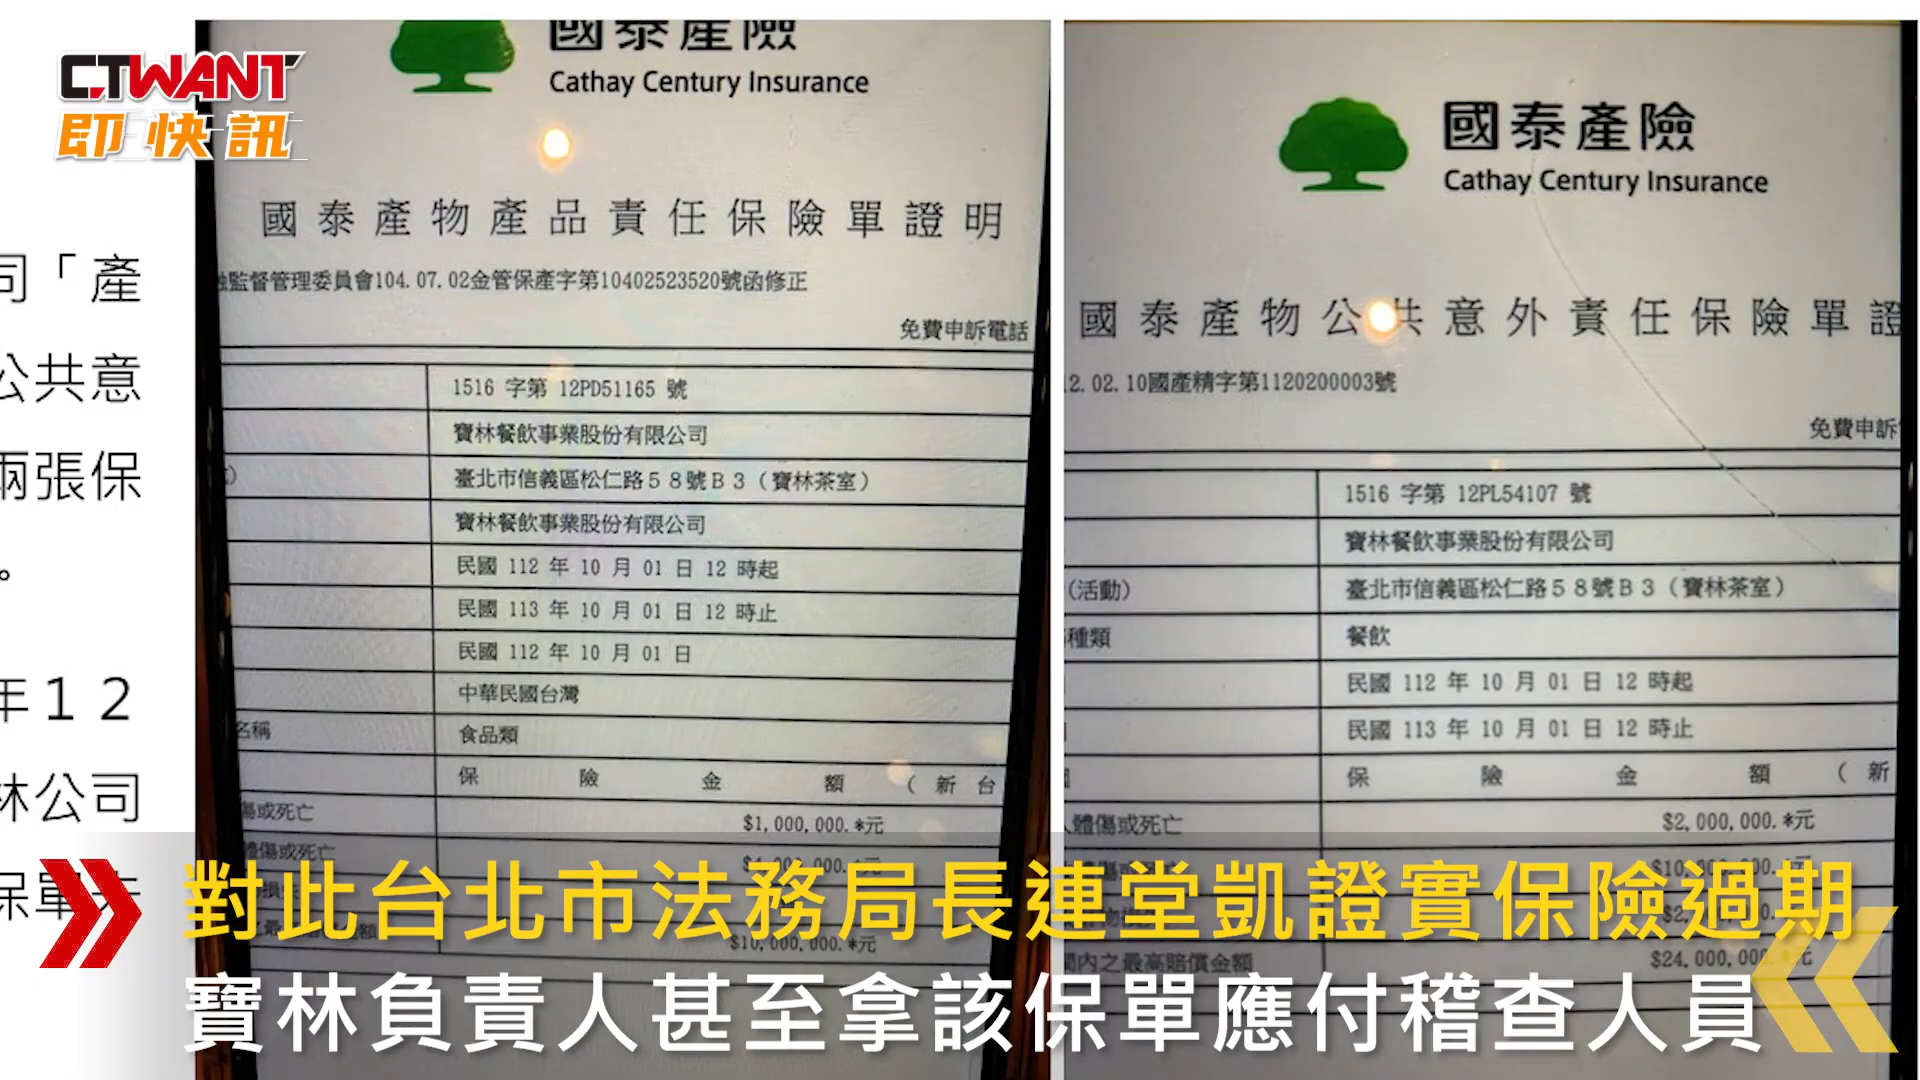 CTWANT
即快訊
司「產
公共意
兩張保
。
年１２
林公司
保單
國泰產險
Cathay Century Insurance
國泰產物產品責任保險單證明
監督管理委員會104.07.02金管保產字第10402523520號函修正
免費申訴電話
1516 字第 12PD51165 號
寶林餐飲事業股份有限公司
臺北市信義區松仁路５８號Ｂ３（寶林茶室）
寶林餐飲事業股份有限公司
民國 112 年 10 月 01 日 12 時起
民國 113 年 10 月 01 日 12 時止
民國 112 年 10 月 01 日
中華民國台灣
名稱
食品類
保險金額（新台
傷或死亡
$1,000,000.*元
體傷或死亡
$10,000,000.*元
國泰產險
Cathay Century Insurance
國泰產物公共意外責任保險單證
2.02.10國產精字第1120200003號
免費申訴
1516 字第 12PL54107 號
寶林餐飲事業股份有限公司
(活動)
臺北市信義區松仁路５８號Ｂ３（寶林茶室）
種類
餐飲
民國 112 年 10 月 01 日 12 時起
民國 113 年 10 月 01 日 12 時止
保險金額（新
體傷或死亡
$2,000,000.*元
間內之最高賠償金額
$24,000,000.*元
對此台北市法務局長連堂凱證實保險過期
寶林負責人甚至拿該保單應付稽查人員